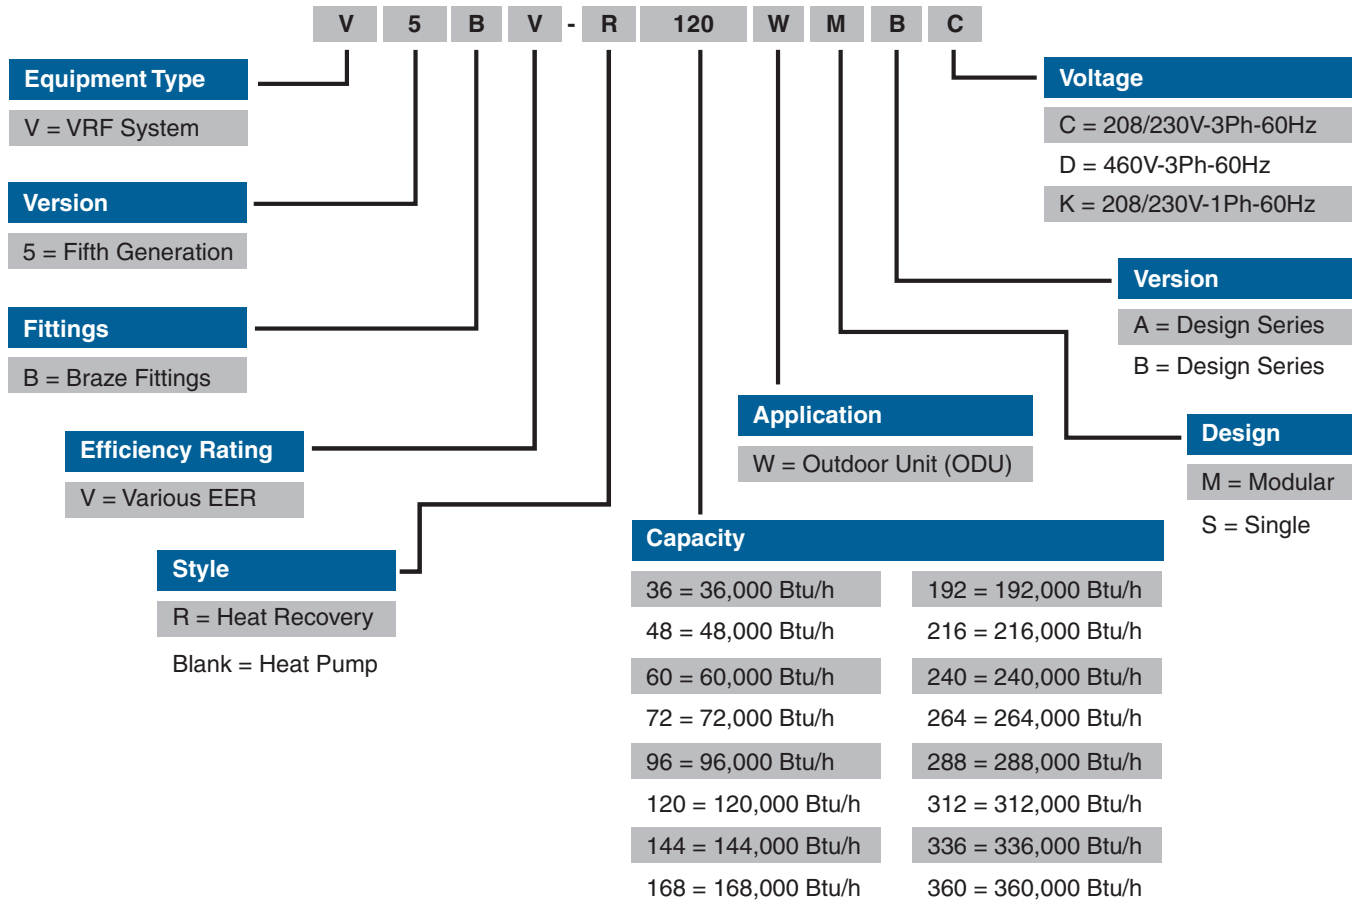 V 5 B V - R 120 W M B C
Equipment Type
V = VRF System
Version
5 = Fifth Generation
Fittings
B = Braze Fittings
Efficiency Rating
V = Various EER
Style
R = Heat Recovery
Blank = Heat Pump
Capacity
36 = 36,000 Btu/h
48 = 48,000 Btu/h
60 = 60,000 Btu/h
72 = 72,000 Btu/h
96 = 96,000 Btu/h
120 = 120,000 Btu/h
144 = 144,000 Btu/h
168 = 168,000 Btu/h
192 = 192,000 Btu/h
216 = 216,000 Btu/h
240 = 240,000 Btu/h
264 = 264,000 Btu/h
288 = 288,000 Btu/h
312 = 312,000 Btu/h
336 = 336,000 Btu/h
360 = 360,000 Btu/h
Application
W = Outdoor Unit (ODU)
Design
M = Modular
S = Single
Version
A = Design Series
B = Design Series
Voltage
C = 208/230V-3Ph-60Hz
D = 460V-3Ph-60Hz
K = 208/230V-1Ph-60Hz